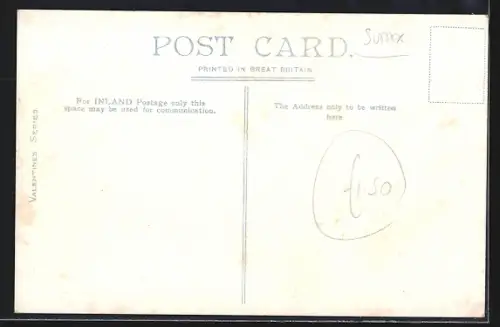 POST CARD.
Sussex
PRINTED IN GREAT BRITAIN
For INLAND Postage only this
space may be used for communication.
The Address only to be written
here
VALENTINES SERIES
£1.50